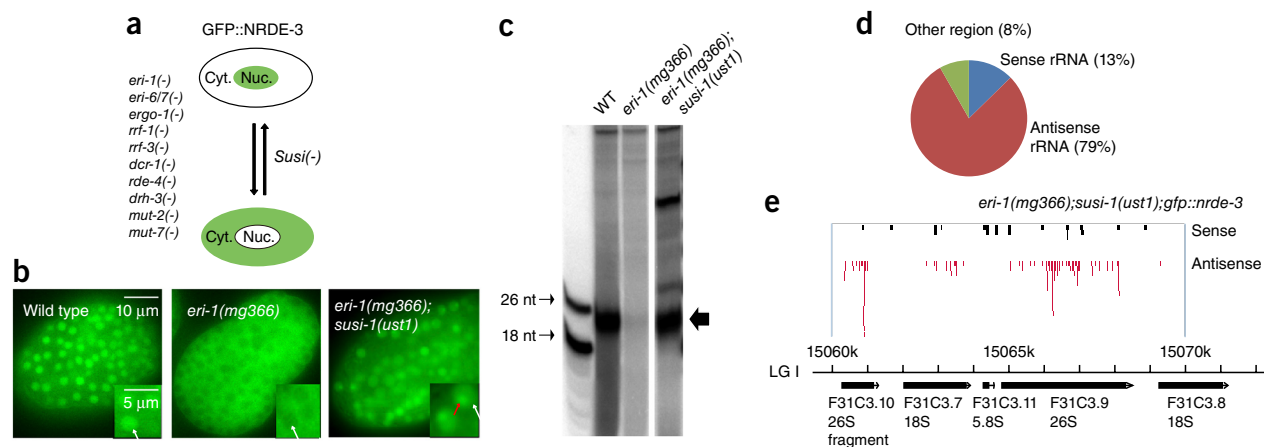 a
GFP::NRDE-3
Cyt. Nuc.
eri-1(-)
eri-6/7(-)
ergo-1(-)
rrf-1(-)
rrf-3(-)
dcr-1(-)
rde-4(-)
drh-3(-)
mut-2(-)
mut-7(-)
Susi(-)
Cyt. Nuc.
b
Wild type
10 μm
5 μm
eri-1(mg366)
eri-1(mg366);
susi-1(ust1)
c
WT
eri-1(mg366)
eri-1(mg366);
susi-1(ust1)
26 nt
18 nt
d
Other region (8%)
Sense rRNA (13%)
Antisense
rRNA (79%)
e
eri-1(mg366);susi-1(ust1);gfp::nrde-3
Sense
Antisense
15060k 15065k 15070k
LG I
F31C3.10 F31C3.7 F31C3.11 F31C3.9 F31C3.8
26S 18S 5.8S 26S 18S
fragment